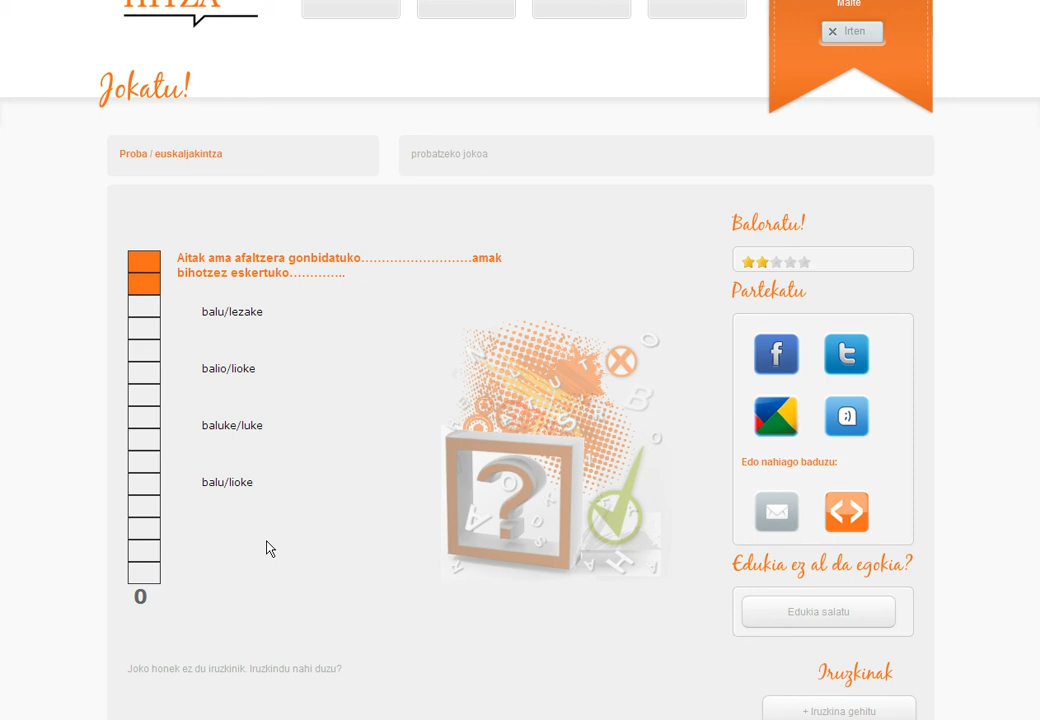 HITZA
Maite
Irten
Jokatu!
Proba / euskaljakintza
probatzeko jokoa
Baloratu!
Aitak ama afaltzera gonbidatuko………………………amak
bihotzez eskertuko…………..
Partekatu
balu/lezake
balio/lioke
baluke/luke
Edo nahiago baduzu:
balu/lioke
Edukia ez al da egokia?
0
Edukia salatu
Joko honek ez du iruzkinik. Iruzkindu nahi duzu?
Iruzkinak
+ Iruzkina gehitu